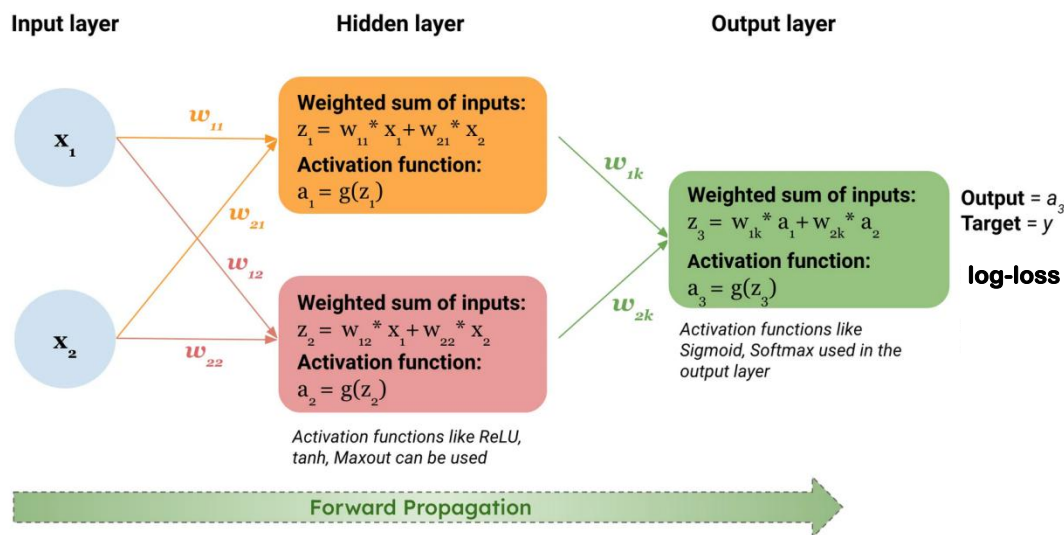 Input layer
Hidden layer
Output layer
x₁
x₂
w₁₁
w₂₁
w₁₂
w₂₂
Weighted sum of inputs:
z₁ = w₁₁* x₁+ w₂₁* x₂
Activation function:
a₁ = g(z₁)
Weighted sum of inputs:
z₂ = w₁₂* x₁+ w₂₂* x₂
Activation function:
a₂ = g(z₂)
Activation functions like ReLU,
tanh, Maxout can be used
w₁ₖ
w₂ₖ
Weighted sum of inputs:
z₃ = w₁ₖ* a₁+ w₂ₖ* a₂
Activation function:
a₃ = g(z₃)
Activation functions like
Sigmoid, Softmax used in the
output layer
Output = a₃
Target = y
log-loss
Forward Propagation